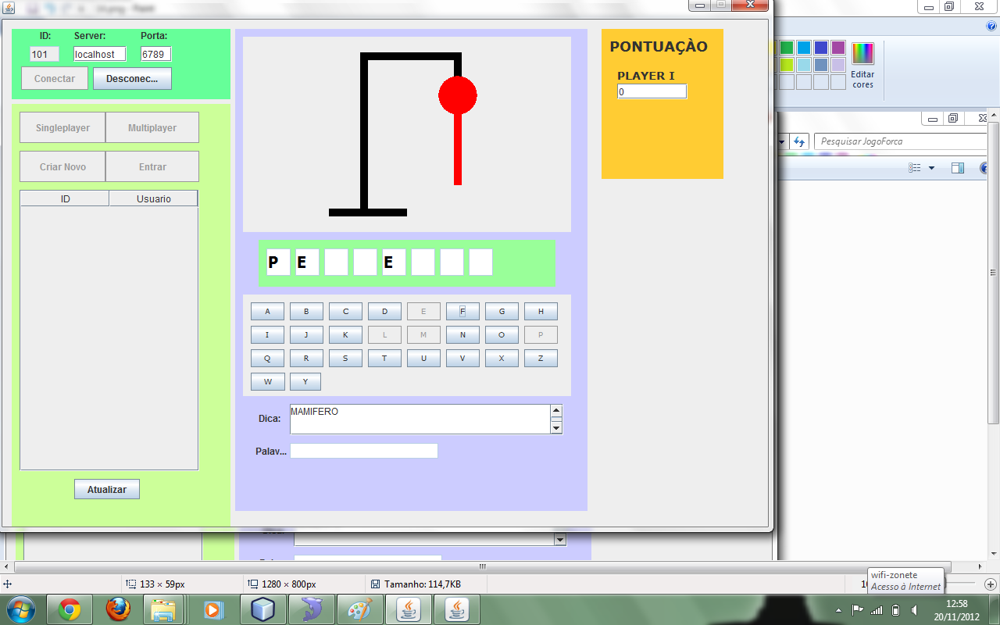 ID: Server: Porta:
101 localhost 6789
Conectar Desconec...
Singleplayer Multiplayer
Criar Novo Entrar
ID Usuario
Atualizar
P E E
A B C D E F G H
I J K L M N O P
Q R S T U V X Z
W Y
Dica: MAMIFERO
Palav...
PONTUAÇÀO
PLAYER I
0
Editar
cores
Pesquisar JogoForca
133 × 59px 1280 × 800px Tamanho: 114,7KB
wifi-zonete
Acesso à Internet
12:58
20/11/2012